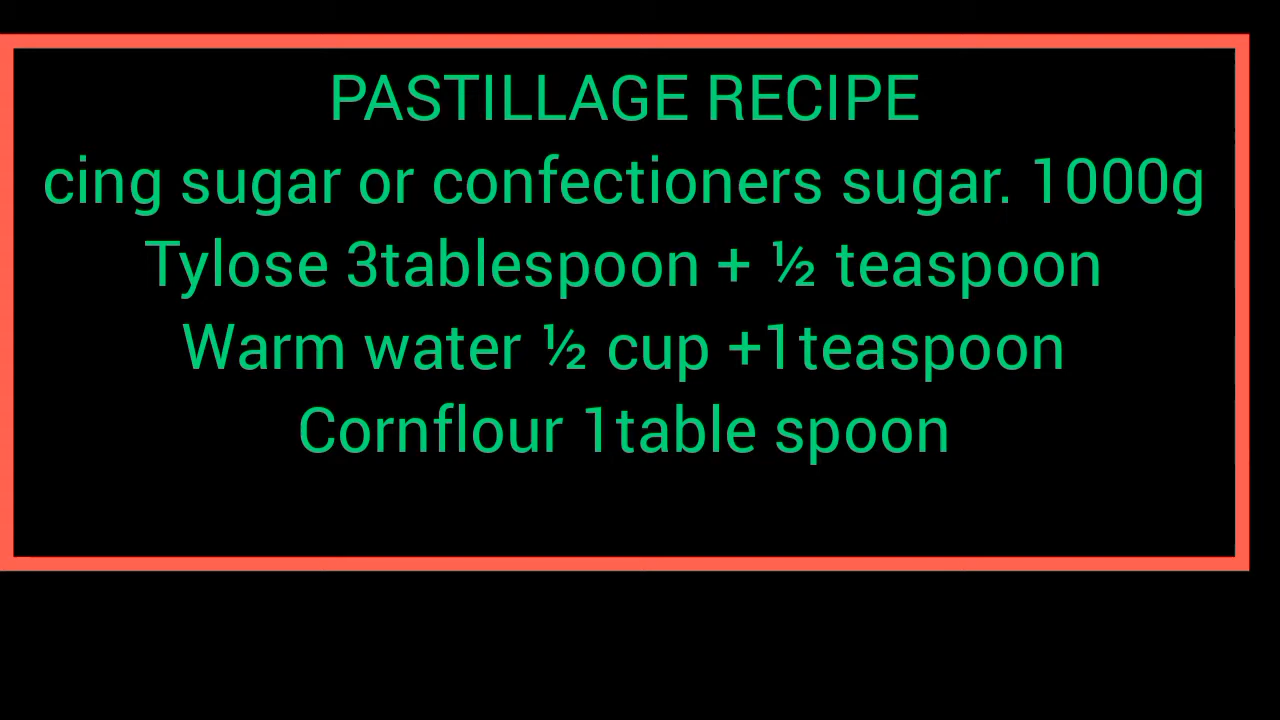 PASTILLAGE RECIPE
cing sugar or confectioners sugar. 1000g
Tylose 3tablespoon + ½ teaspoon
Warm water ½ cup +1teaspoon
Cornflour 1table spoon